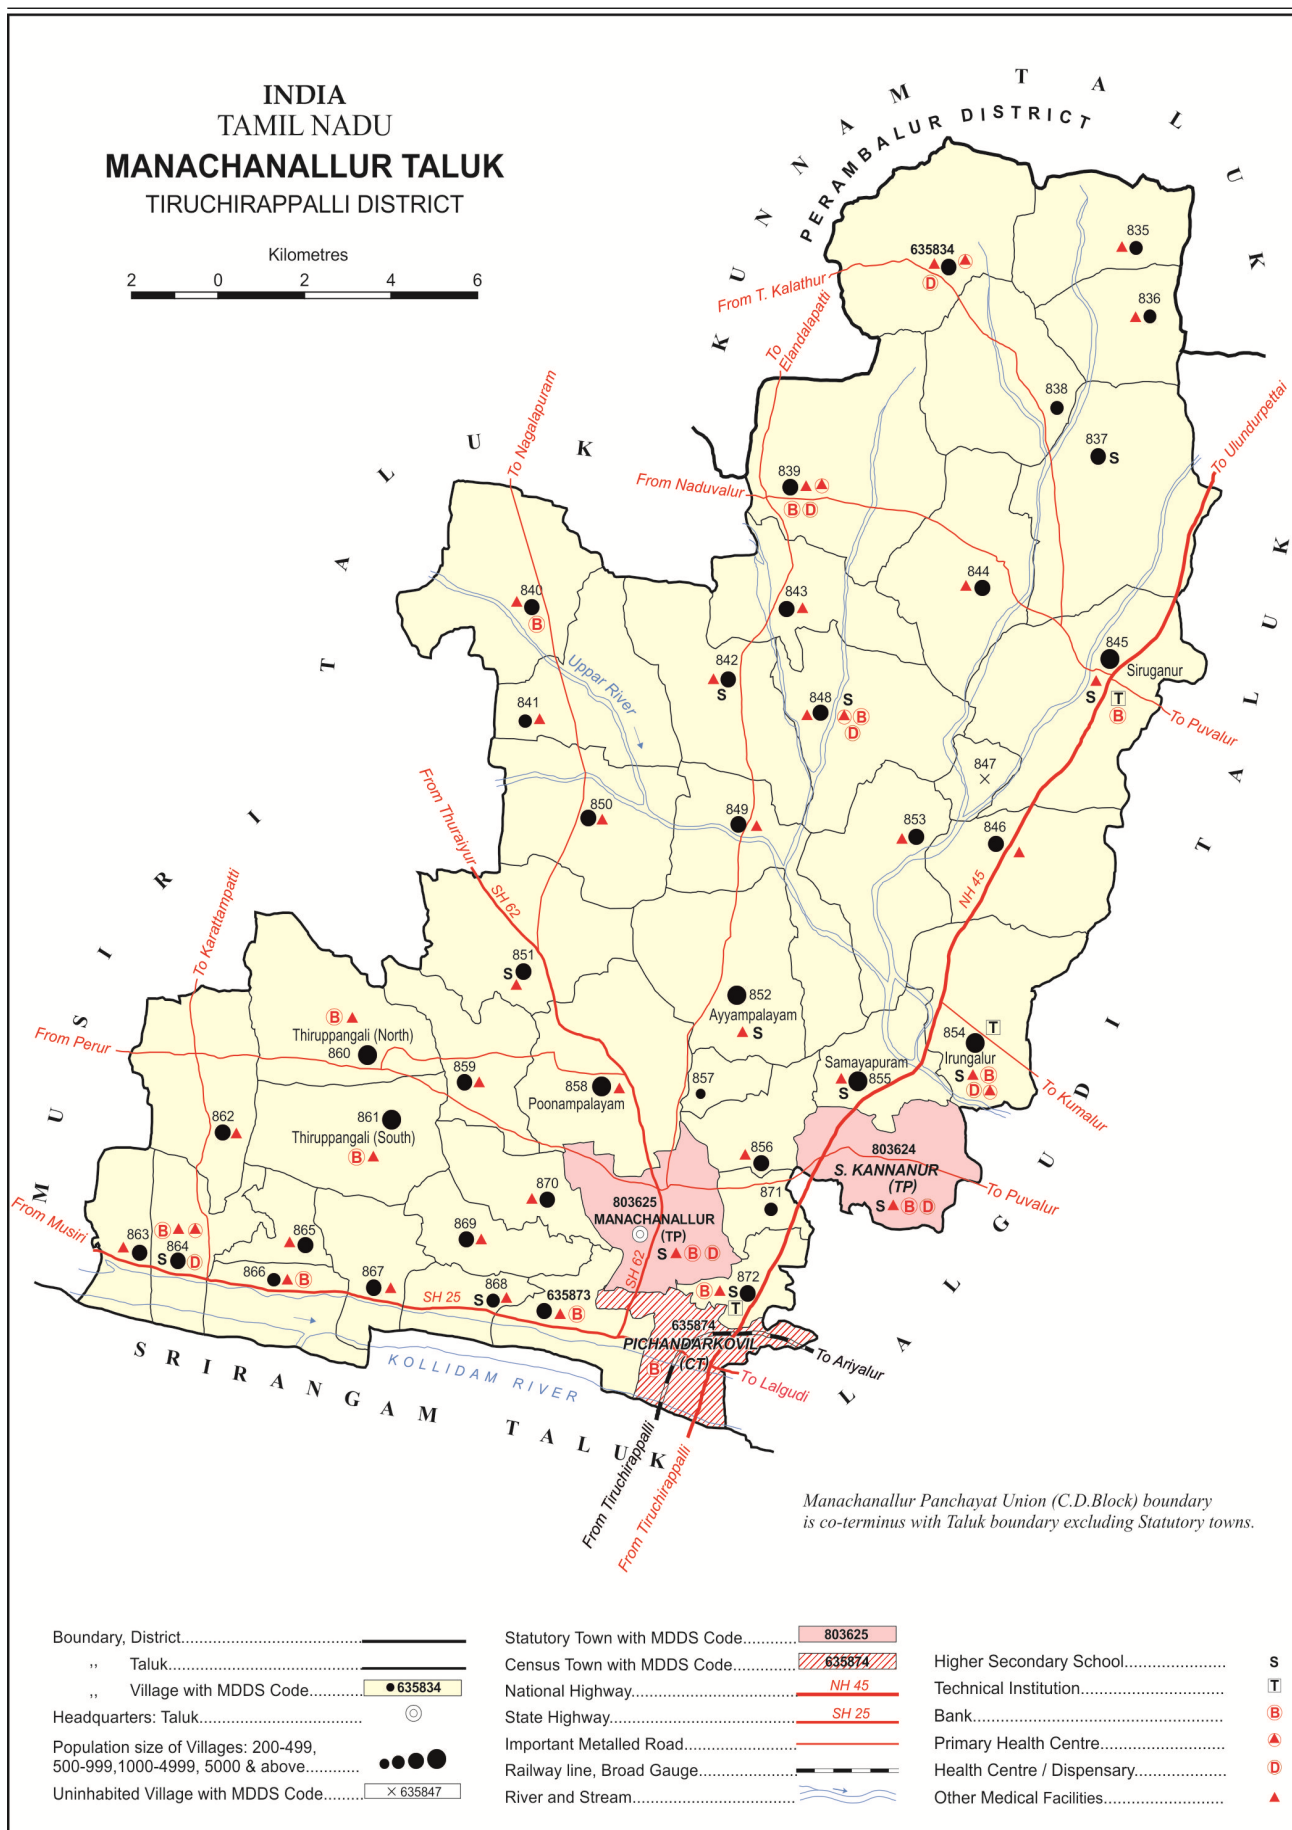 INDIA
TAMIL NADU
MANACHANALLUR TALUK
TIRUCHIRAPPALLI DISTRICT
Kilometres
2 0 2 4 6
KUNNAM TALUK
PERAMBALUR DISTRICT
635834
D
835
836
From T. Kalathur
To
Elandalapatti
838
837
S
To Ulundurpettai
To Nagalapuram
839
From Naduvalur
B D
840
B
843
844
845
Siruganur
S T
B
To Puvalur
842
S
Uppar River
841
848
S
B
D
847
850
849
853
846
From Thuraiyur
SH 62
NH 45
To Karattampatti
851
S
852
Ayyampalayam
S
854
T
Irungalur
S B
D
Samayapuram
855
S
To Kumalur
From Perur
B
Thiruppangali (North)
860
859
858
Poonampalayam
857
861
Thiruppangali (South)
B
862
803624
S. KANNANUR
(TP)
S B D
To Puvalur
856
871
870
803625
MANACHANALLUR
(TP)
S B D
SH 62
From Musiri
863
B
864
S D
865
866
B
867
869
868
S
635873
B
SH 25
872
B S
T
635874
PICHANDARKOVIL
(CT)
B
To Ariyalur
To Lalgudi
KOLLIDAM RIVER
From Tiruchirappalli
From Tiruchirappalli
MUSIRI TALUK
SRIRANGAM TALUK
LALGUDI TALUK
Manachanallur Panchayat Union (C.D.Block) boundary
is co-terminus with Taluk boundary excluding Statutory towns.
Boundary, District
,, Taluk
,, Village with MDDS Code 635834
Headquarters: Taluk
Population size of Villages: 200-499,
500-999,1000-4999, 5000 & above
Uninhabited Village with MDDS Code × 635847
Statutory Town with MDDS Code 803625
Census Town with MDDS Code 635874
National Highway NH 45
State Highway SH 25
Important Metalled Road
Railway line, Broad Gauge
River and Stream
Higher Secondary School S
Technical Institution T
Bank B
Primary Health Centre
Health Centre / Dispensary D
Other Medical Facilities